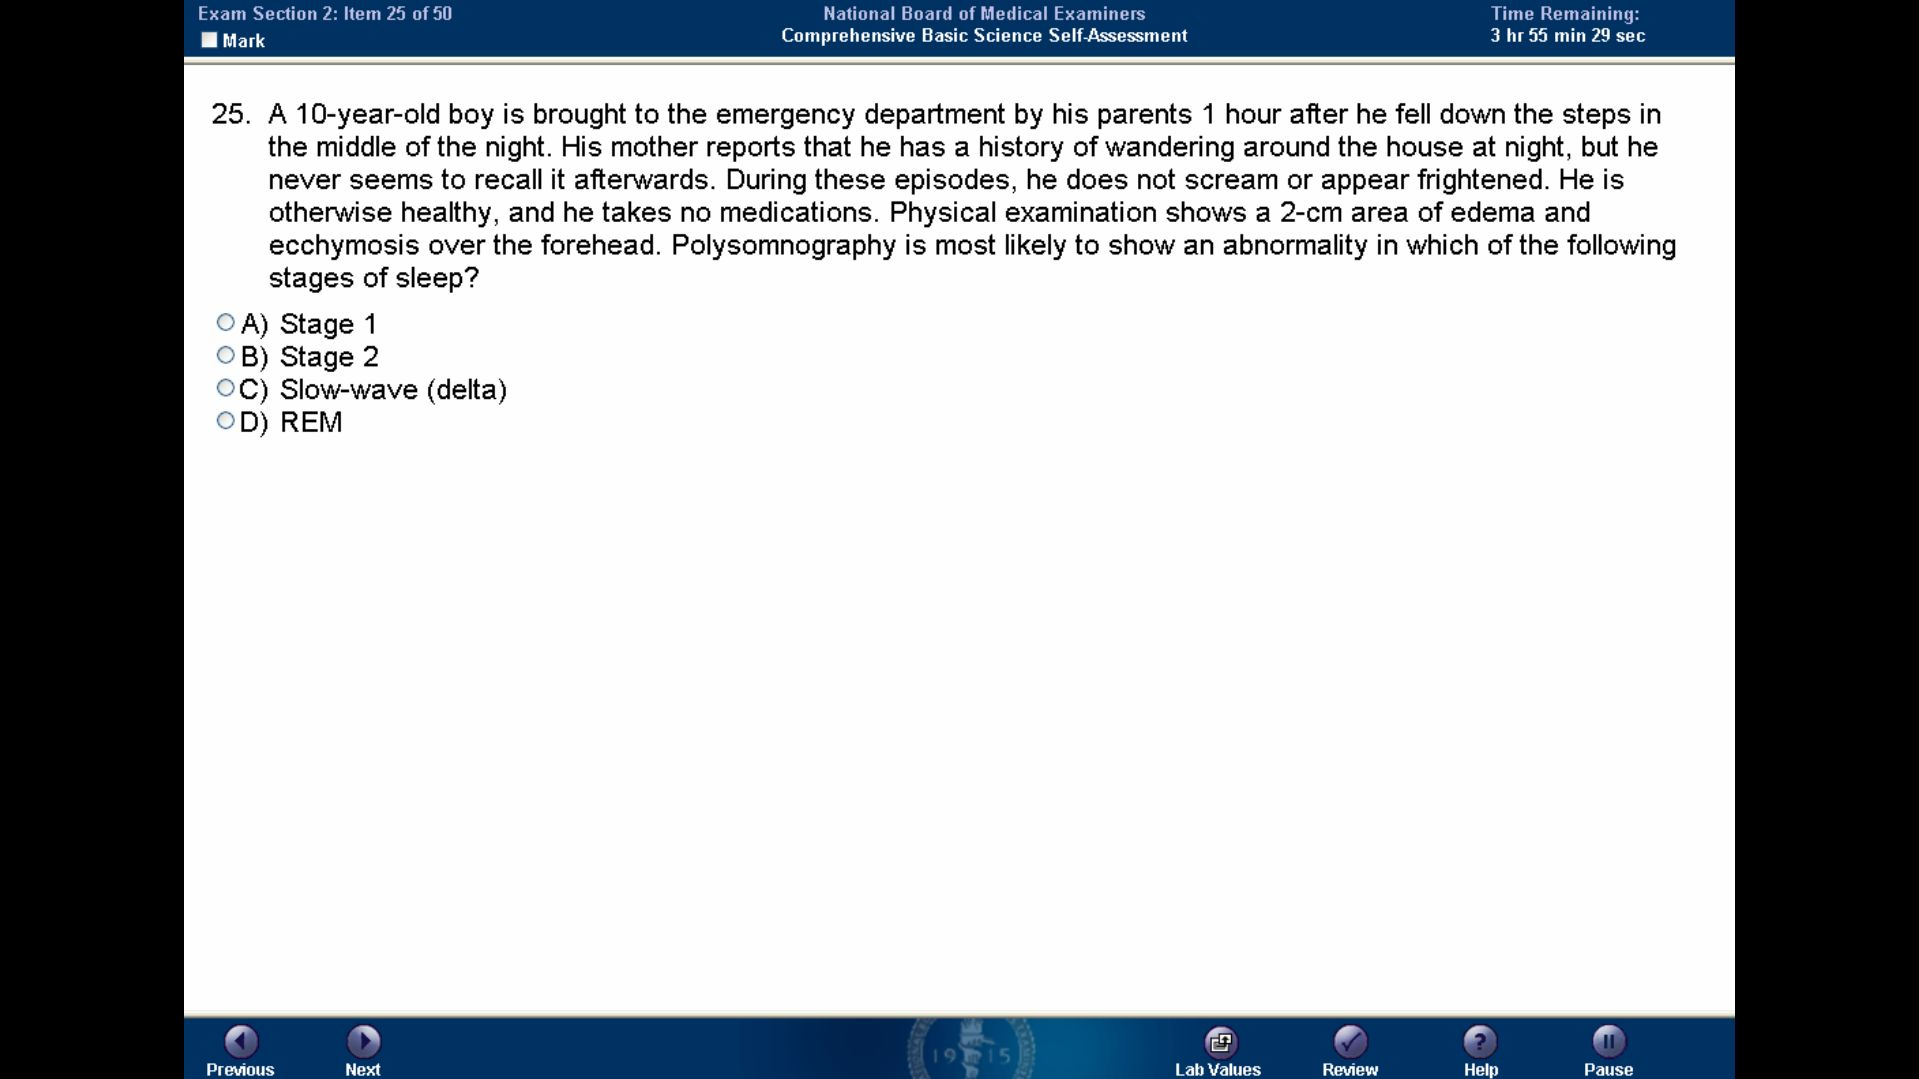 Exam Section 2: Item 25 of 50
National Board of Medical Examiners
Time Remaining:
Mark
Comprehensive Basic Science Self-Assessment
3 hr 55 min 29 sec
25. A 10-year-old boy is brought to the emergency department by his parents 1 hour after he fell down the steps in
the middle of the night. His mother reports that he has a history of wandering around the house at night, but he
never seems to recall it afterwards. During these episodes, he does not scream or appear frightened. He is
otherwise healthy, and he takes no medications. Physical examination shows a 2-cm area of edema and
ecchymosis over the forehead. Polysomnography is most likely to show an abnormality in which of the following
stages of sleep?
A) Stage 1
B) Stage 2
C) Slow-wave (delta)
D) REM
1915
Previous
Next
Lab Values
Review
Help
Pause